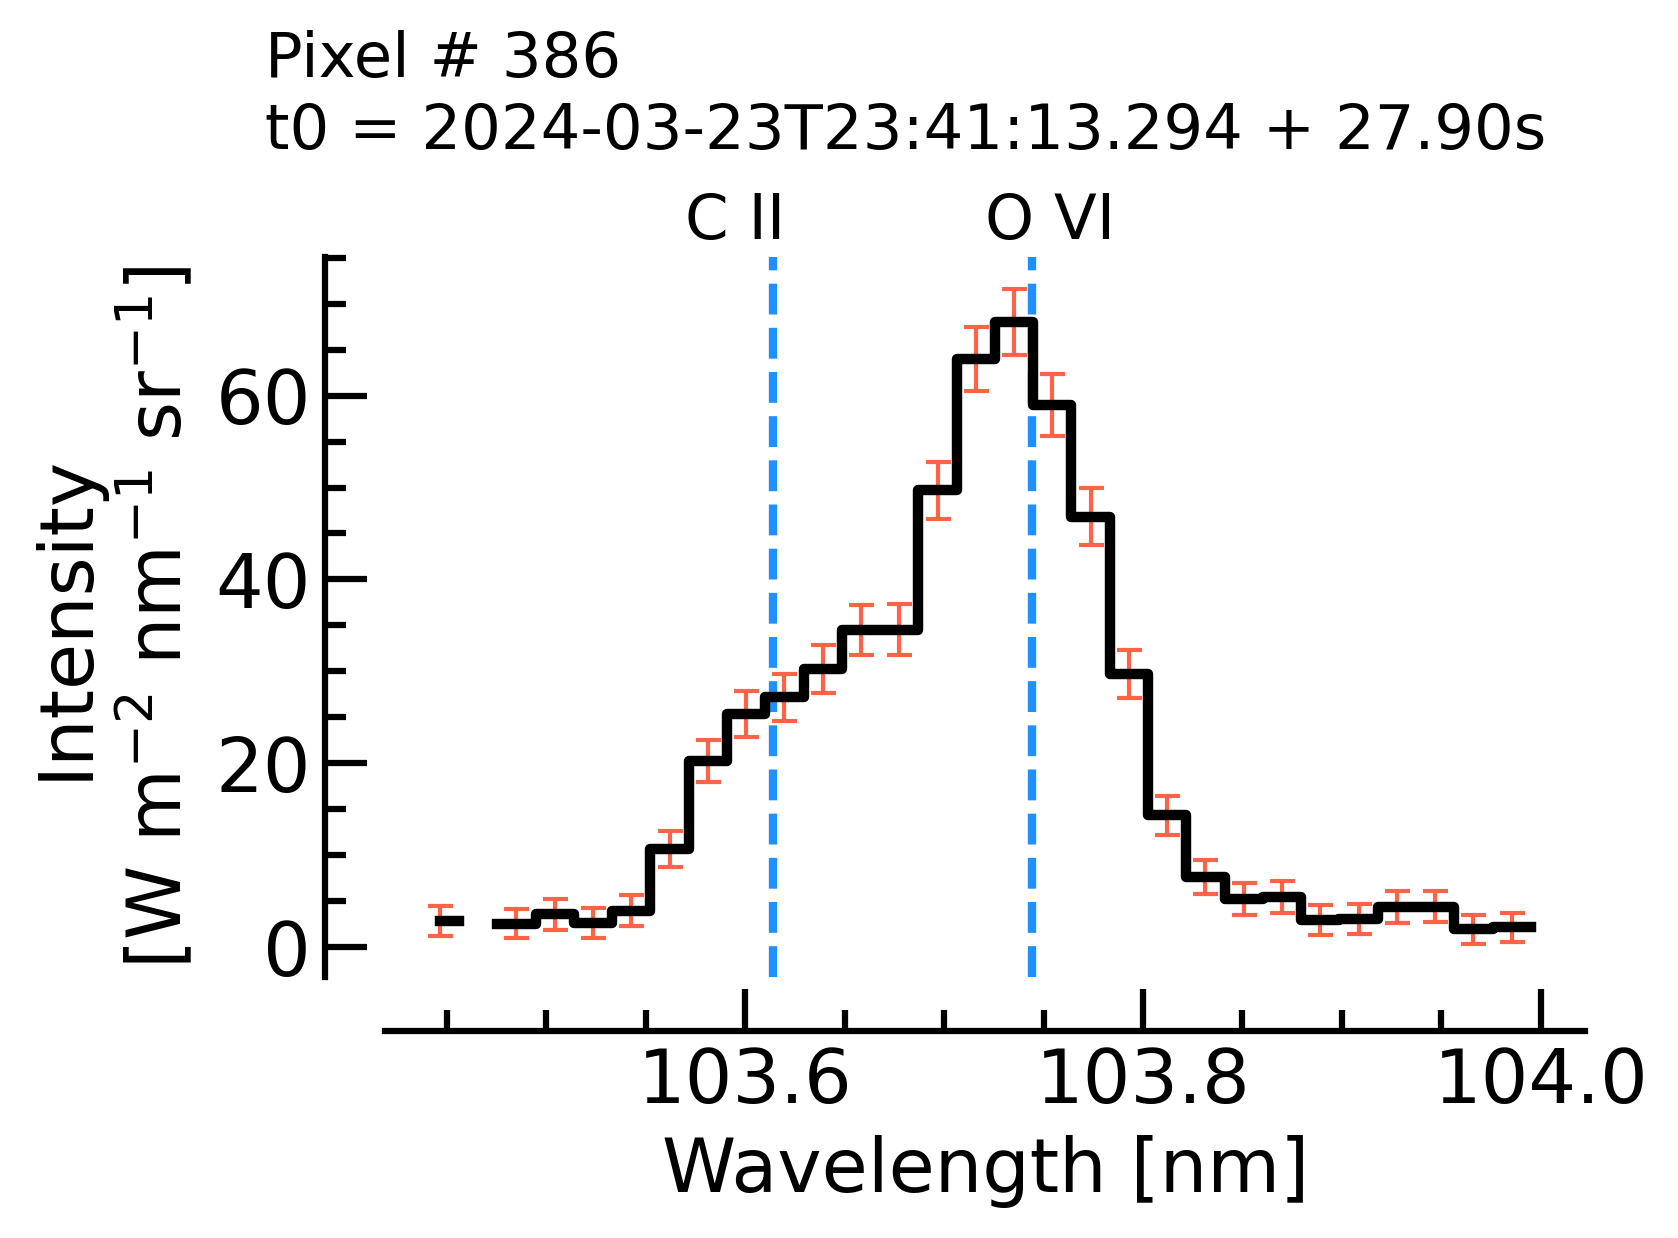 Pixel # 386
t0 = 2024-03-23T23:41:13.294 + 27.90s
C II
O VI
Intensity
[W m⁻² nm⁻¹ sr⁻¹]
60
40
20
0
103.6
103.8
104.0
Wavelength [nm]